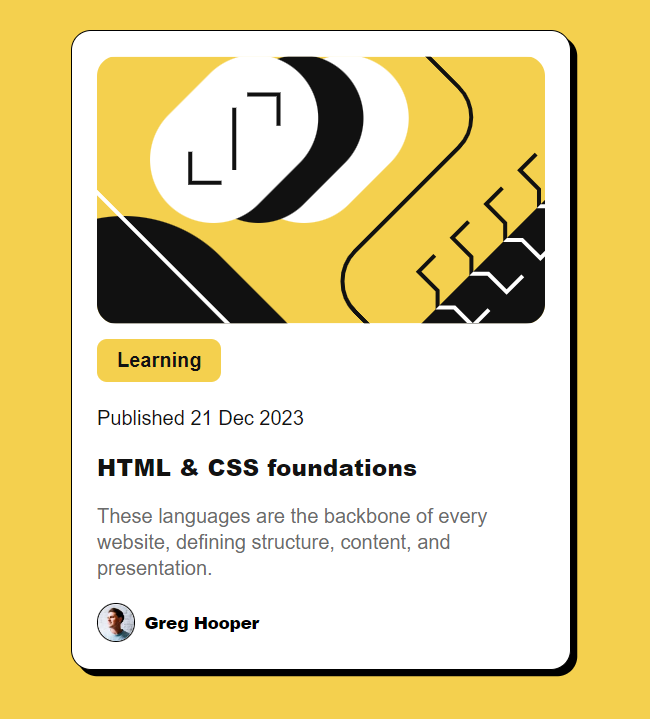 Learning
Published 21 Dec 2023
HTML & CSS foundations
These languages are the backbone of every
website, defining structure, content, and
presentation.
Greg Hooper